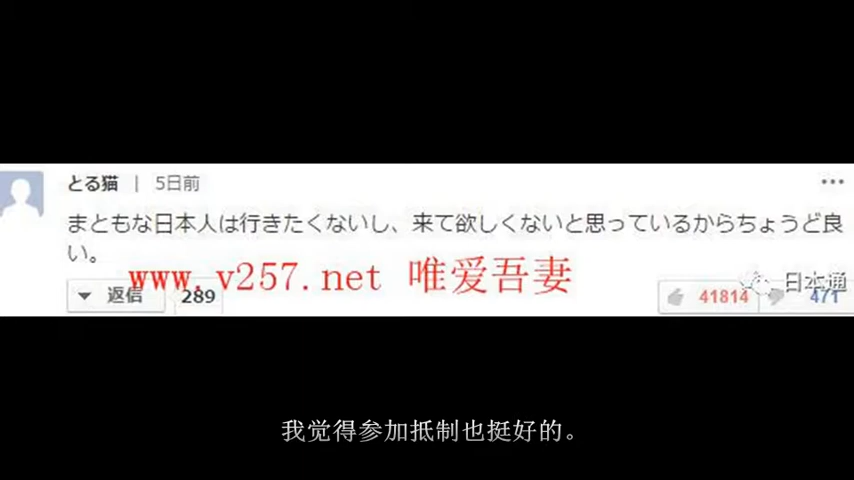 とる猫 | 5日前
まともな日本人は行きたくないし、来て欲しくないと思っているからちょうど良
い。
www.v257.net 唯爱吾妻
返信 289
41814
471
日本通
我觉得参加抵制也挺好的。